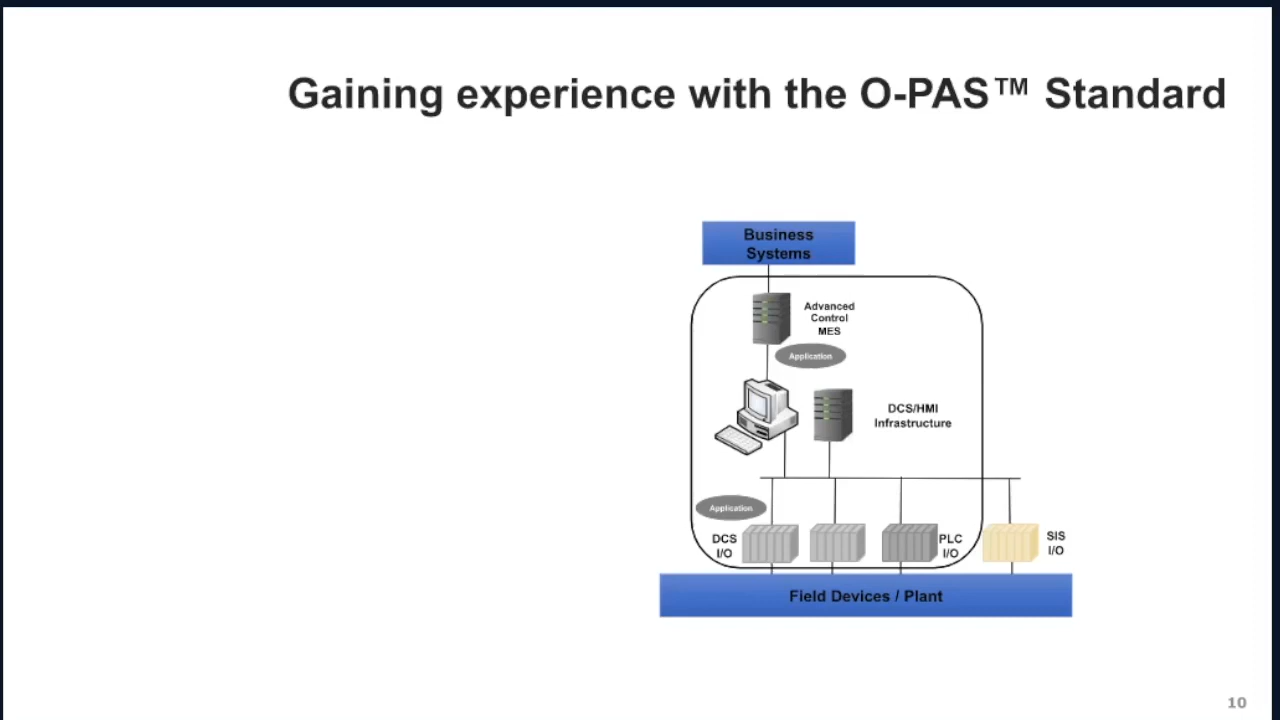 Gaining experience with the O-PAS™ Standard
Business
Systems
Advanced
Control
MES
Application
DCS/HMI
Infrastructure
Application
DCS
I/O
PLC
I/O
SIS
I/O
Field Devices / Plant
10